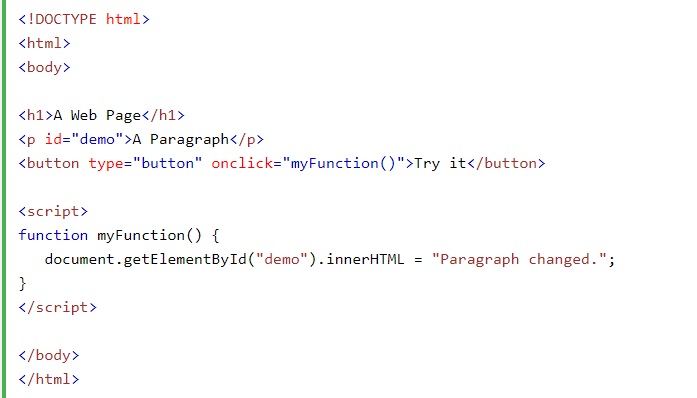 <!DOCTYPE html>
<html>
<body>
<h1>A Web Page</h1>
<p id="demo">A Paragraph</p>
<button type="button" onclick="myFunction()">Try it</button>
<script>
function myFunction() {
   document.getElementById("demo").innerHTML = "Paragraph changed.";
}
</script>
</body>
</html>